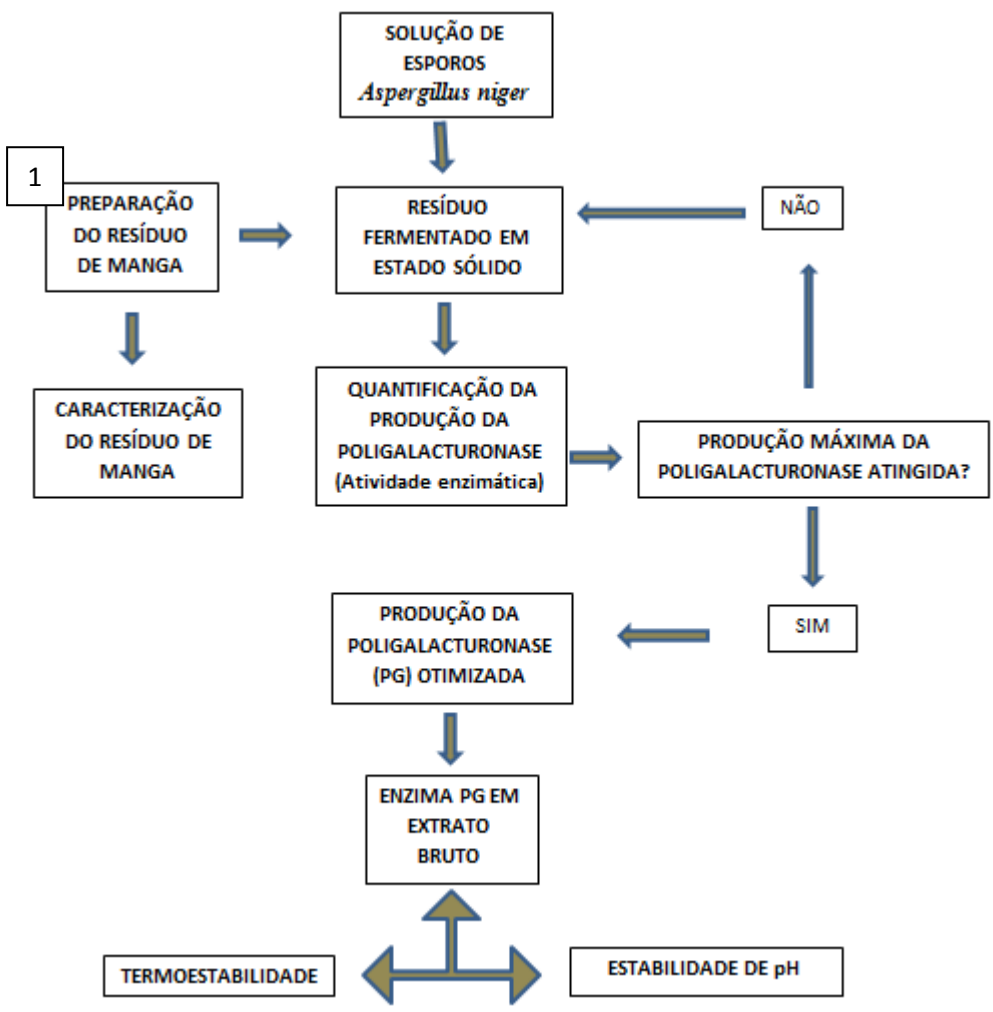 SOLUÇÃO DE
ESPOROS
Aspergillus niger
1
PREPARAÇÃO
DO RESÍDUO
DE MANGA
RESÍDUO
FERMENTADO EM
ESTADO SÓLIDO
NÃO
CARACTERIZAÇÃO
DO RESÍDUO DE
MANGA
QUANTIFICAÇÃO DA
PRODUÇÃO DA
POLIGALACTURONASE
(Atividade enzimática)
PRODUÇÃO MÁXIMA DA
POLIGALACTURONASE ATINGIDA?
SIM
PRODUÇÃO DA
POLIGALACTURONASE
(PG) OTIMIZADA
ENZIMA PG EM
EXTRATO
BRUTO
TERMOESTABILIDADE
ESTABILIDADE DE pH